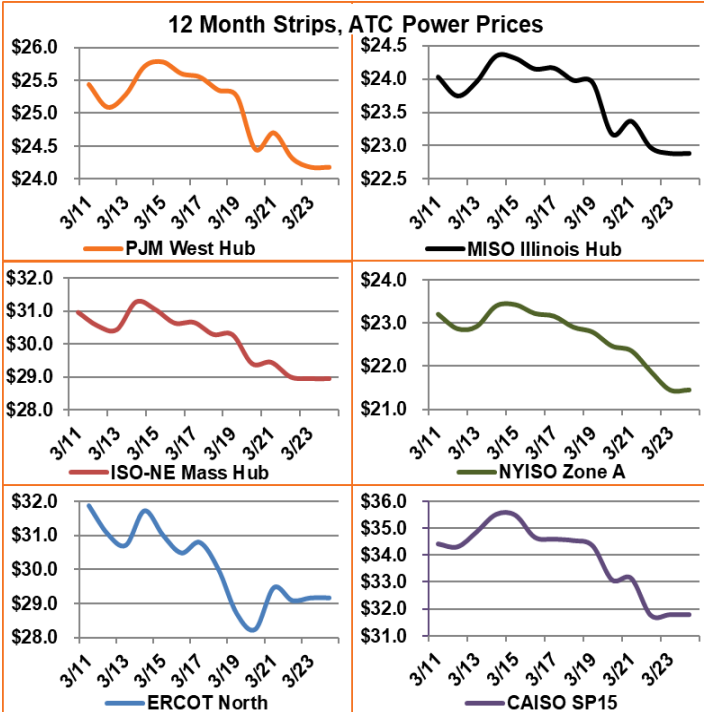 12 Month Strips, ATC Power Prices
$26.0
$25.5
$25.0
$24.5
$24.0
3/11 3/13 3/15 3/17 3/19 3/21 3/23
PJM West Hub
$24.5
$24.0
$23.5
$23.0
$22.5
3/11 3/13 3/15 3/17 3/19 3/21 3/23
MISO Illinois Hub
$32.0
$31.0
$30.0
$29.0
$28.0
3/11 3/13 3/15 3/17 3/19 3/21 3/23
ISO-NE Mass Hub
$24.0
$23.0
$22.0
$21.0
3/11 3/13 3/15 3/17 3/19 3/21 3/23
NYISO Zone A
$32.0
$31.0
$30.0
$29.0
$28.0
3/11 3/13 3/15 3/17 3/19 3/21 3/23
ERCOT North
$36.0
$35.0
$34.0
$33.0
$32.0
$31.0
3/11 3/13 3/15 3/17 3/19 3/21 3/23
CAISO SP15